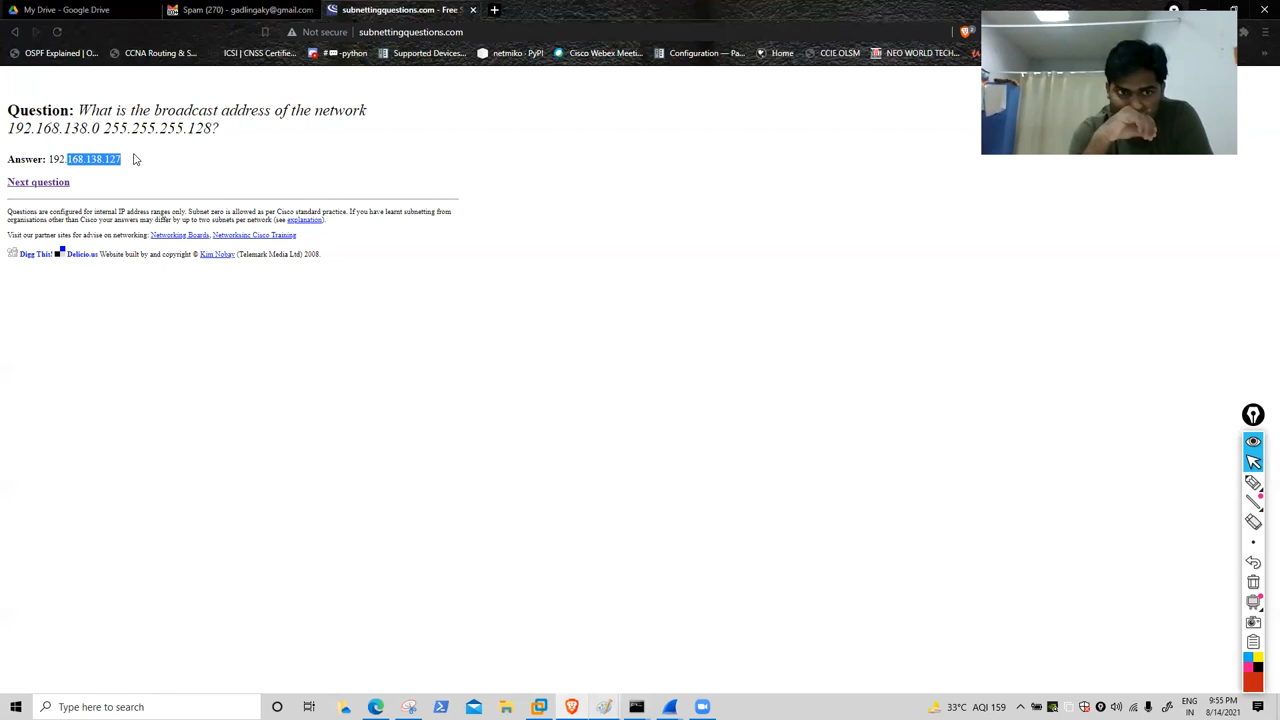 My Drive - Google Drive
Spam (270) - gadlingaky@gmail.com
subnettingquestions.com - Free S
Not secure
subnettingquestions.com
OSPF Explained | O...
CCNA Routing & S...
ICSI | CNSS Certifie...
-python
Supported Devices...
netmiko · PyPI
Cisco Webex Meeti...
Configuration — Pa...
Home
CCIE OLSM
NEO WORLD TECH...
Question: What is the broadcast address of the network
192.168.138.0 255.255.255.128?
Answer: 192.168.138.127
Next question
Questions are configured for internal IP address ranges only. Subnet zero is allowed as per Cisco standard practice. If you have learnt subnetting from
organisations other than Cisco your answers may differ by up to two subnets per network (see explanation).
Visit our partner sites for advise on networking: Networking Boards, Networksinc Cisco Training
Digg This! Delicio.us Website built by and copyright © Kim Nobay (Telemark Media Ltd) 2008.
Type here to search
33°C AQI 159
ENG
IN
9:55 PM
8/14/2021